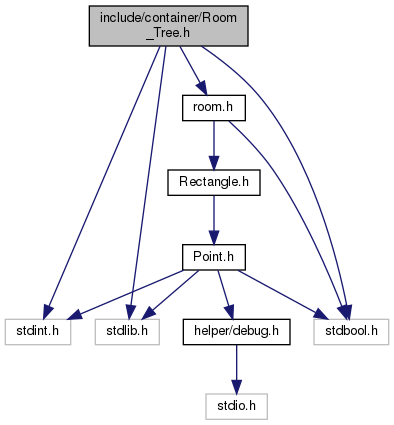 include/container/Room
_Tree.h
room.h
Rectangle.h
Point.h
stdint.h
stdlib.h
helper/debug.h
stdbool.h
stdio.h